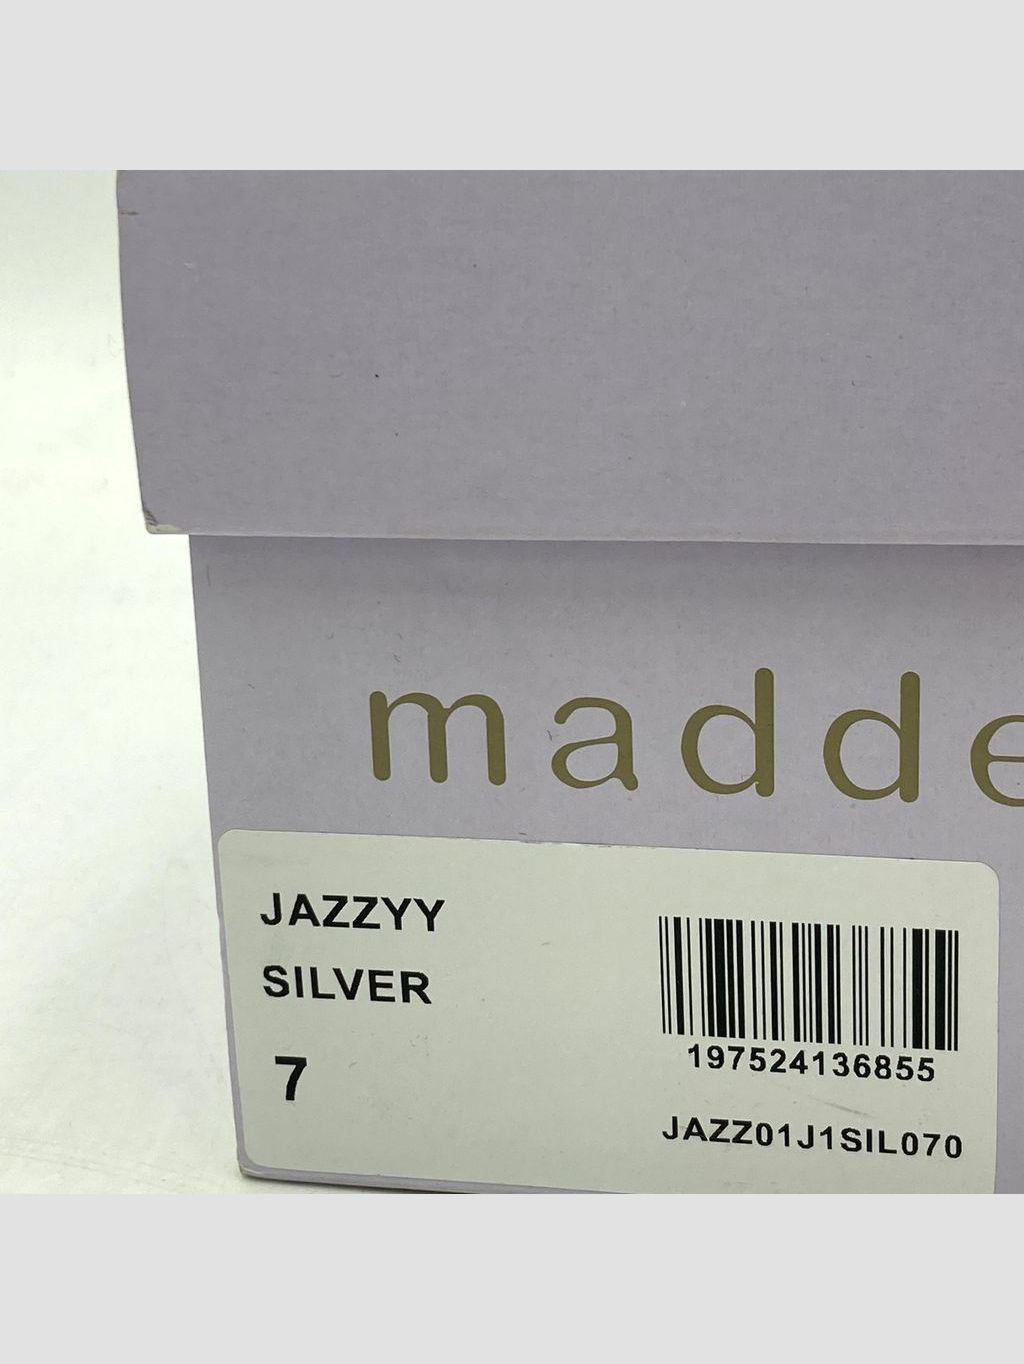 madde
JAZZYY
SILVER
7
197524136855
JAZZ01J1SIL070